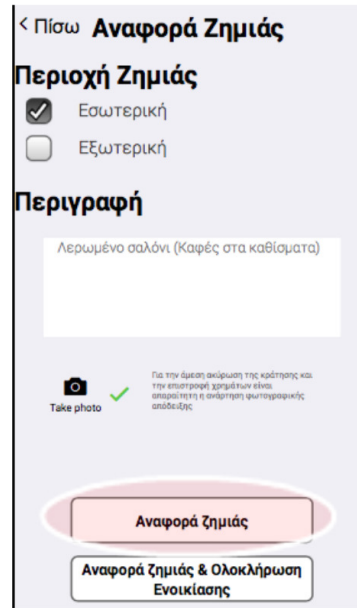 < Πίσω Αναφορά Ζημιάς
Περιοχή Ζημιάς
Εσωτερική
Εξωτερική
Περιγραφή
Λερωμένο σαλόνι (Καφές στα καθίσματα)
Για την άμεση ακύρωση της κράτησης και
την επιστροφή χρημάτων είναι
απαραίτητη η ανάρτηση φωτογραφικής
απόδειξης
Take photo
Αναφορά ζημιάς
Αναφορά ζημιάς & Ολοκλήρωση
Ενοικίασης